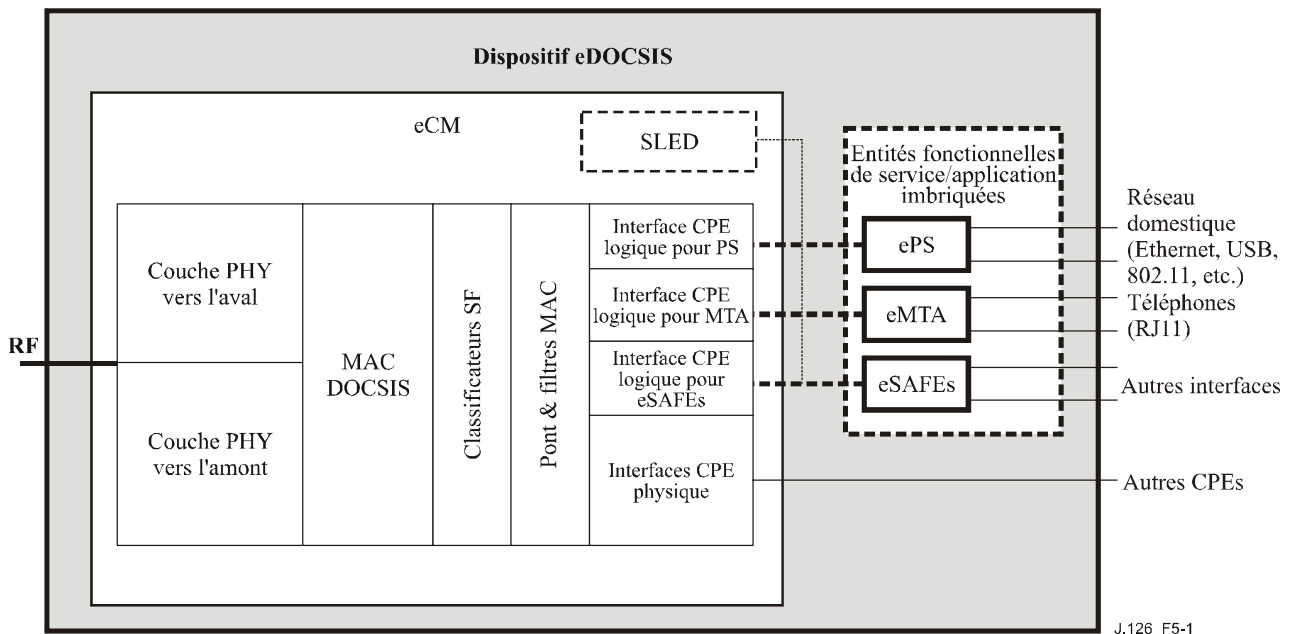 Dispositif eDOCSIS
eCM
SLED
Entités fonctionnelles
de service/application
imbriquées
Couche PHY
vers l'aval
Couche PHY
vers l'amont
MAC
DOCSIS
Classificateurs SF
Pont & filtres MAC
Interface CPE
logique pour PS
Interface CPE
logique pour MTA
Interface CPE
logique pour
eSAFEs
Interfaces CPE
physique
ePS
eMTA
eSAFEs
RF
Réseau
domestique
(Ethernet, USB,
802.11, etc.)
Téléphones
(RJ11)
Autres interfaces
Autres CPEs
J.126_F5-1